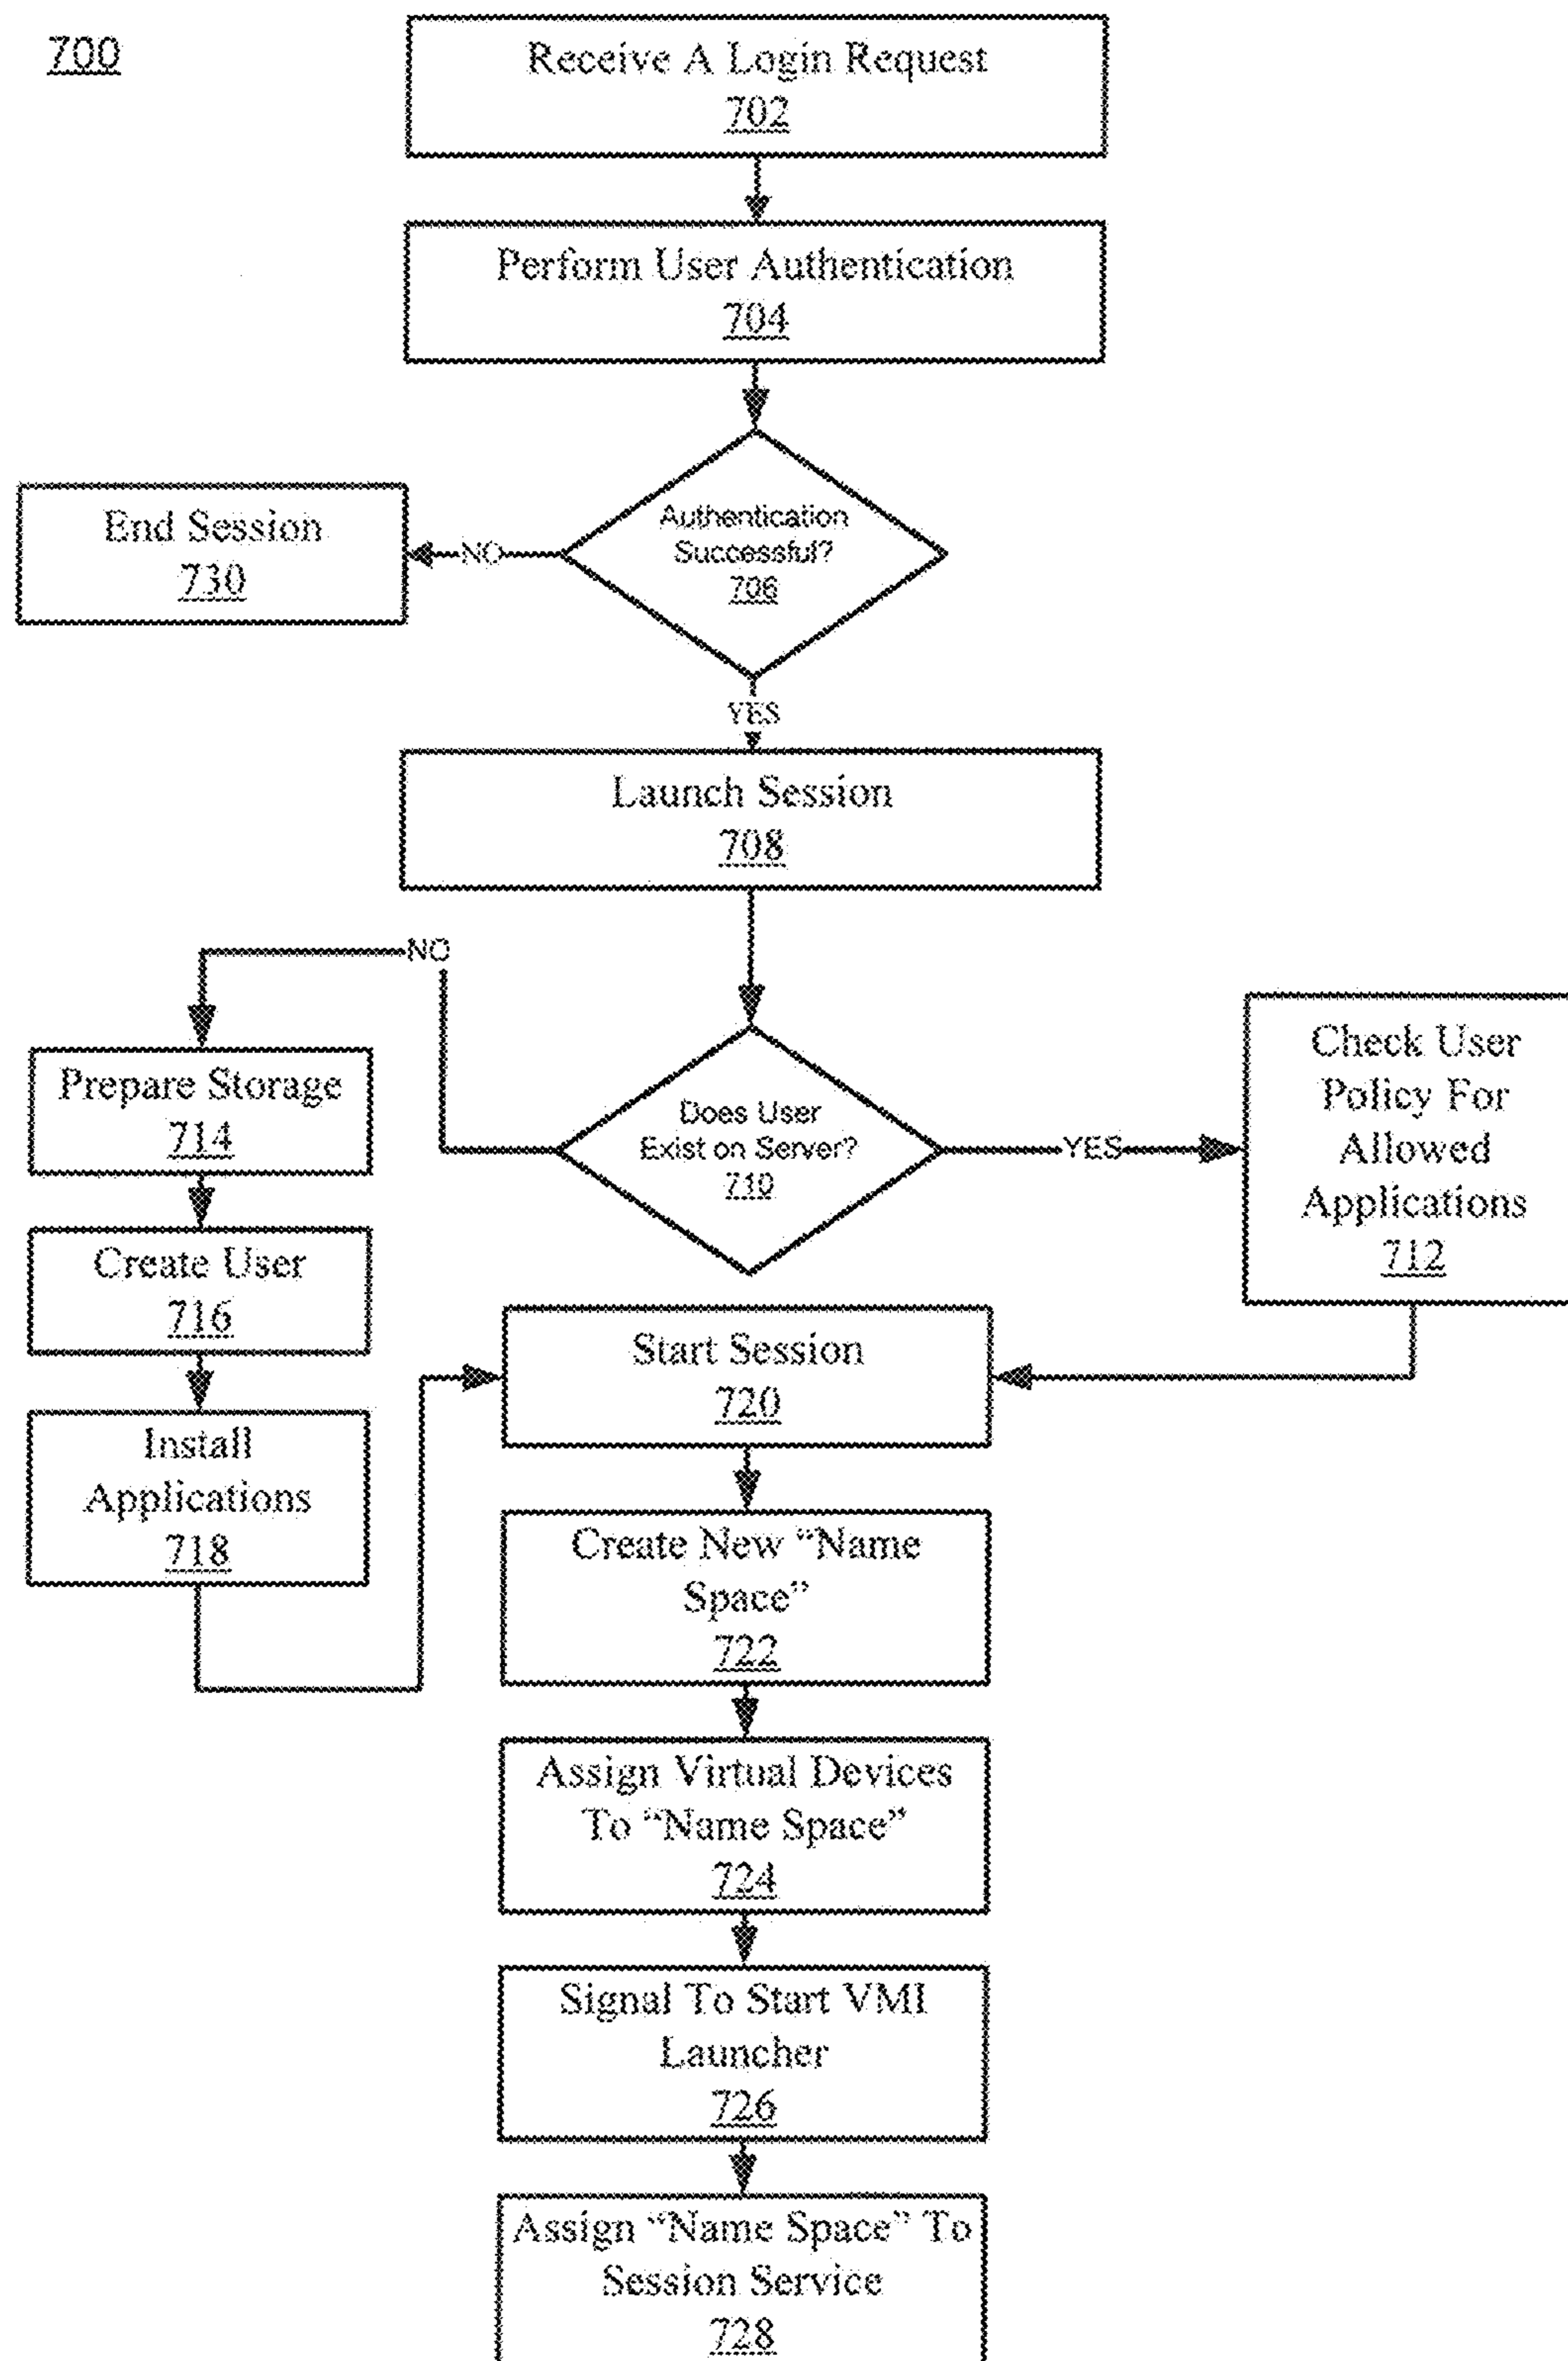 700
Receive A Login Request
702
Perform User Authentication
704
Authentication
Successful?
706
NO
End Session
730
YES
Launch Session
708
NO
Does User
Exist on Server?
710
YES
Check User
Policy For
Allowed
Applications
712
Prepare Storage
714
Create User
716
Install
Applications
718
Start Session
720
Create New “Name
Space”
722
Assign Virtual Devices
To “Name Space”
724
Signal To Start VMI
Launcher
726
Assign “Name Space” To
Session Service
728